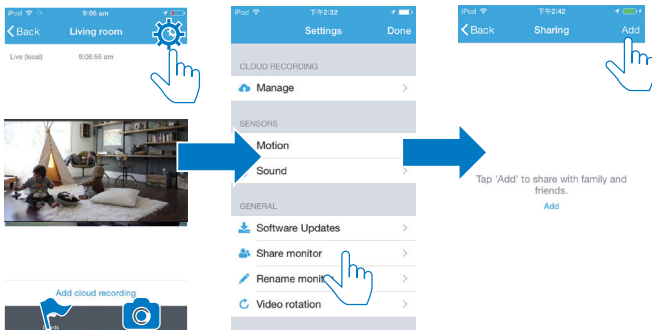 iPod 9:06 am
Back Living room
Live (local) 9:06:56 am
Add cloud recording
iPod 下午2:32
Settings Done
CLOUD RECORDING
Manage
SENSORS
Motion
Sound
GENERAL
Software Updates
Share monitor
Rename monitor
Video rotation
iPod 下午2:42
Back Sharing Add
Tap 'Add' to share with family and
friends.
Add